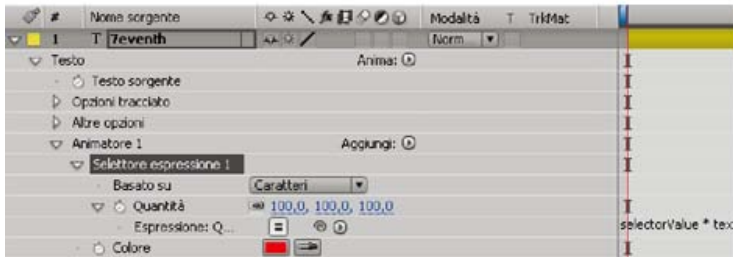 # Nome sorgente Modalità T TrkMat
1 T 7eventh Norm
Testo Anima:
Testo sorgente
Opzioni tracciato
Altre opzioni
Animatore 1 Aggiungi:
Selettore espressione 1
Basato su Caratteri
Quantità 100,0, 100,0, 100,0
Espressione: Q... selectorValue * tex
Colore